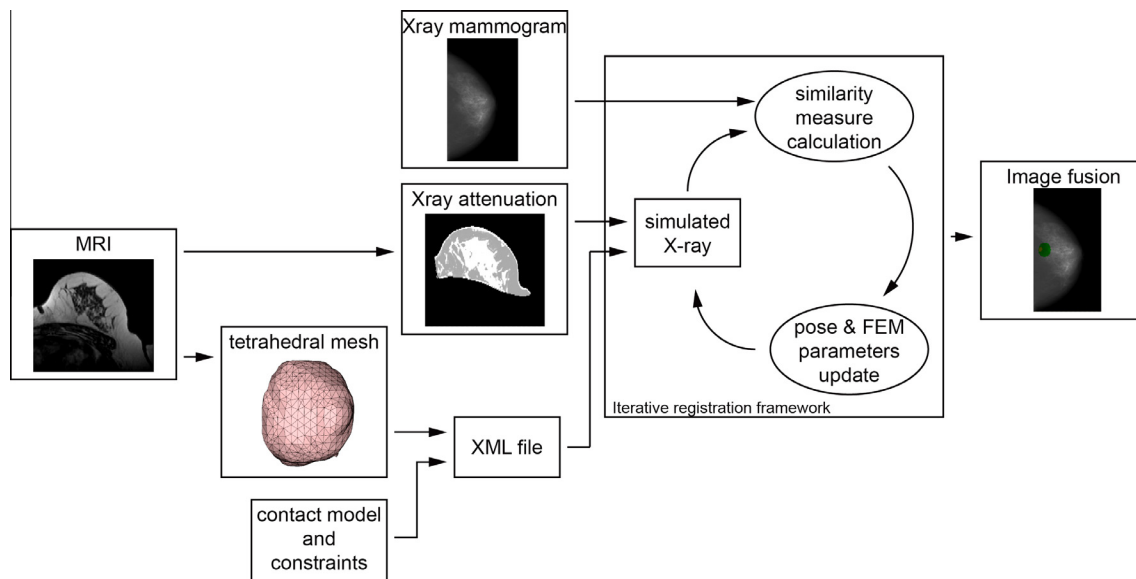 Xray mammogram
similarity
measure
calculation
Image fusion
Xray attenuation
simulated
X-ray
MRI
tetrahedral mesh
pose & FEM
parameters
update
Iterative registration framework
XML file
contact model
and
constraints